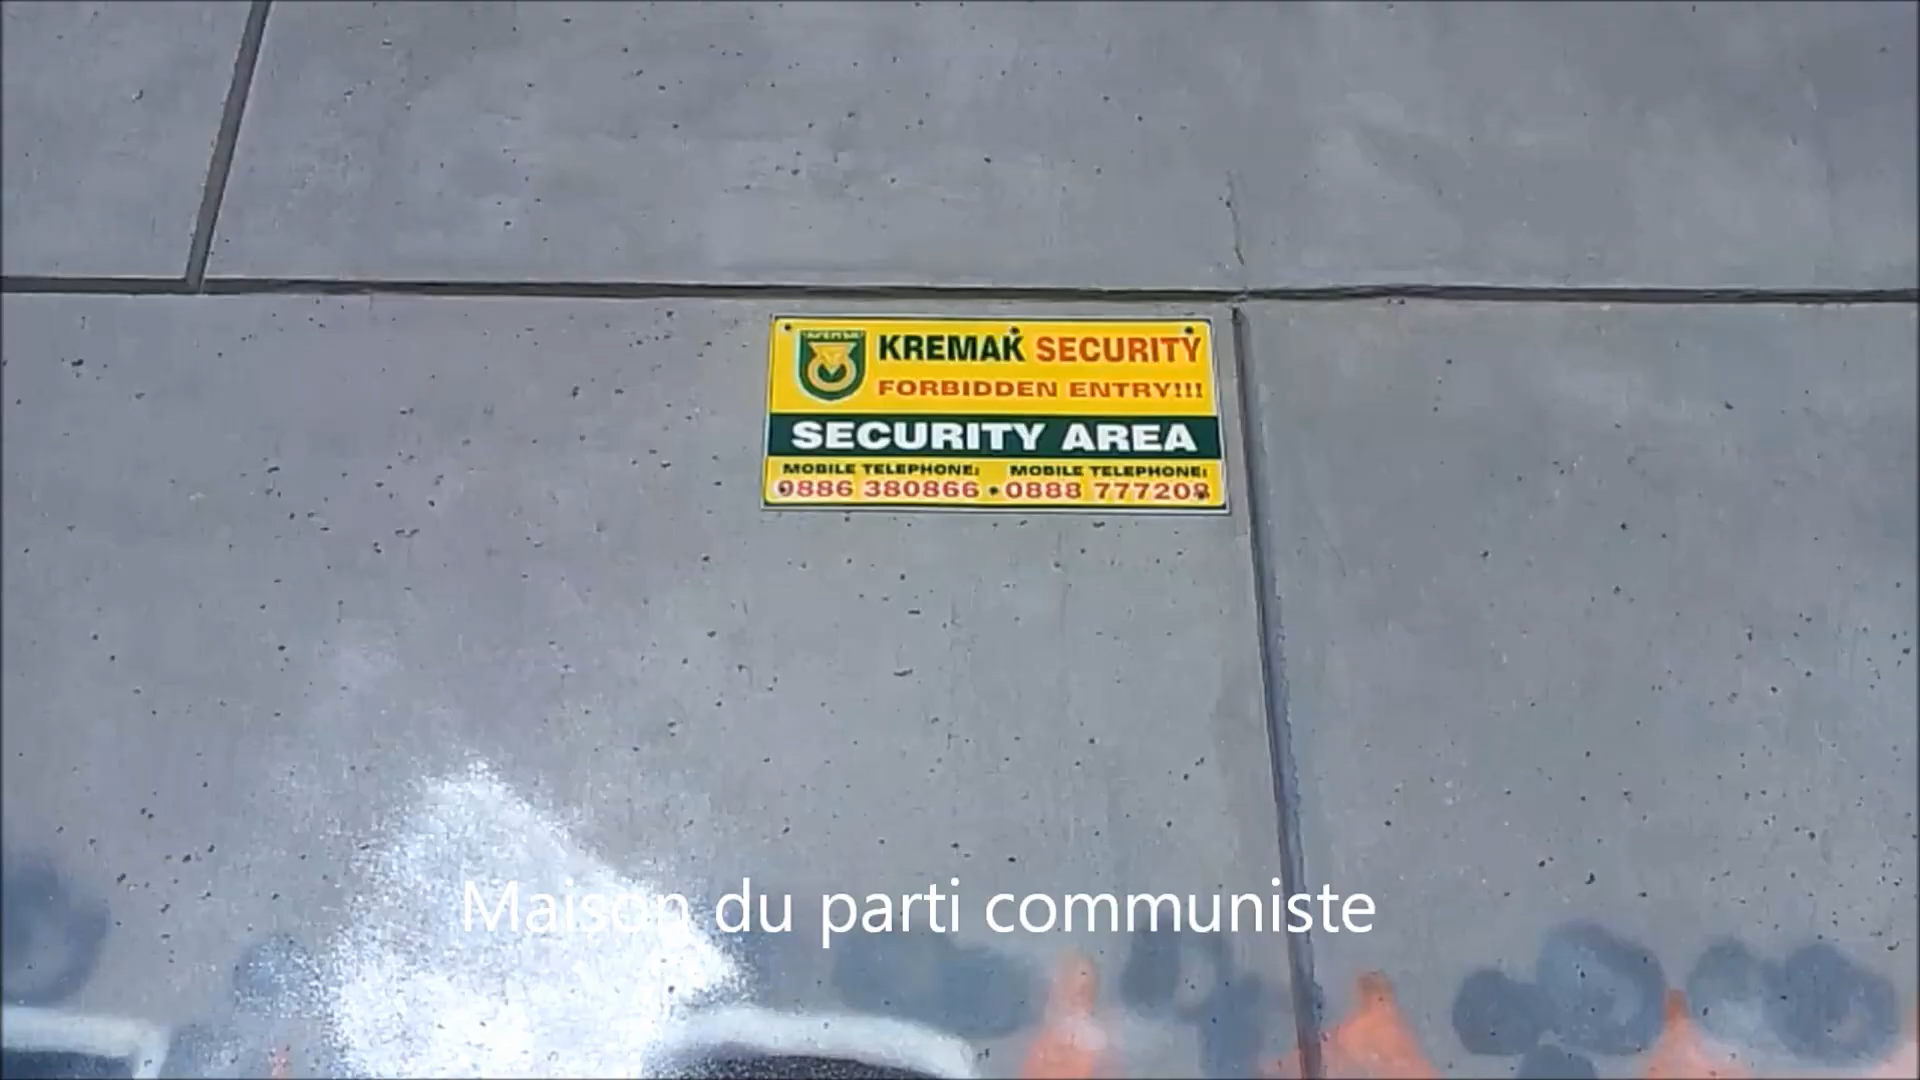 KREMAK SECURITY
FORBIDDEN ENTRY!!!
SECURITY AREA
MOBILE TELEPHONE: MOBILE TELEPHONE:
0886 380866 • 0888 777208
Maison du parti communiste